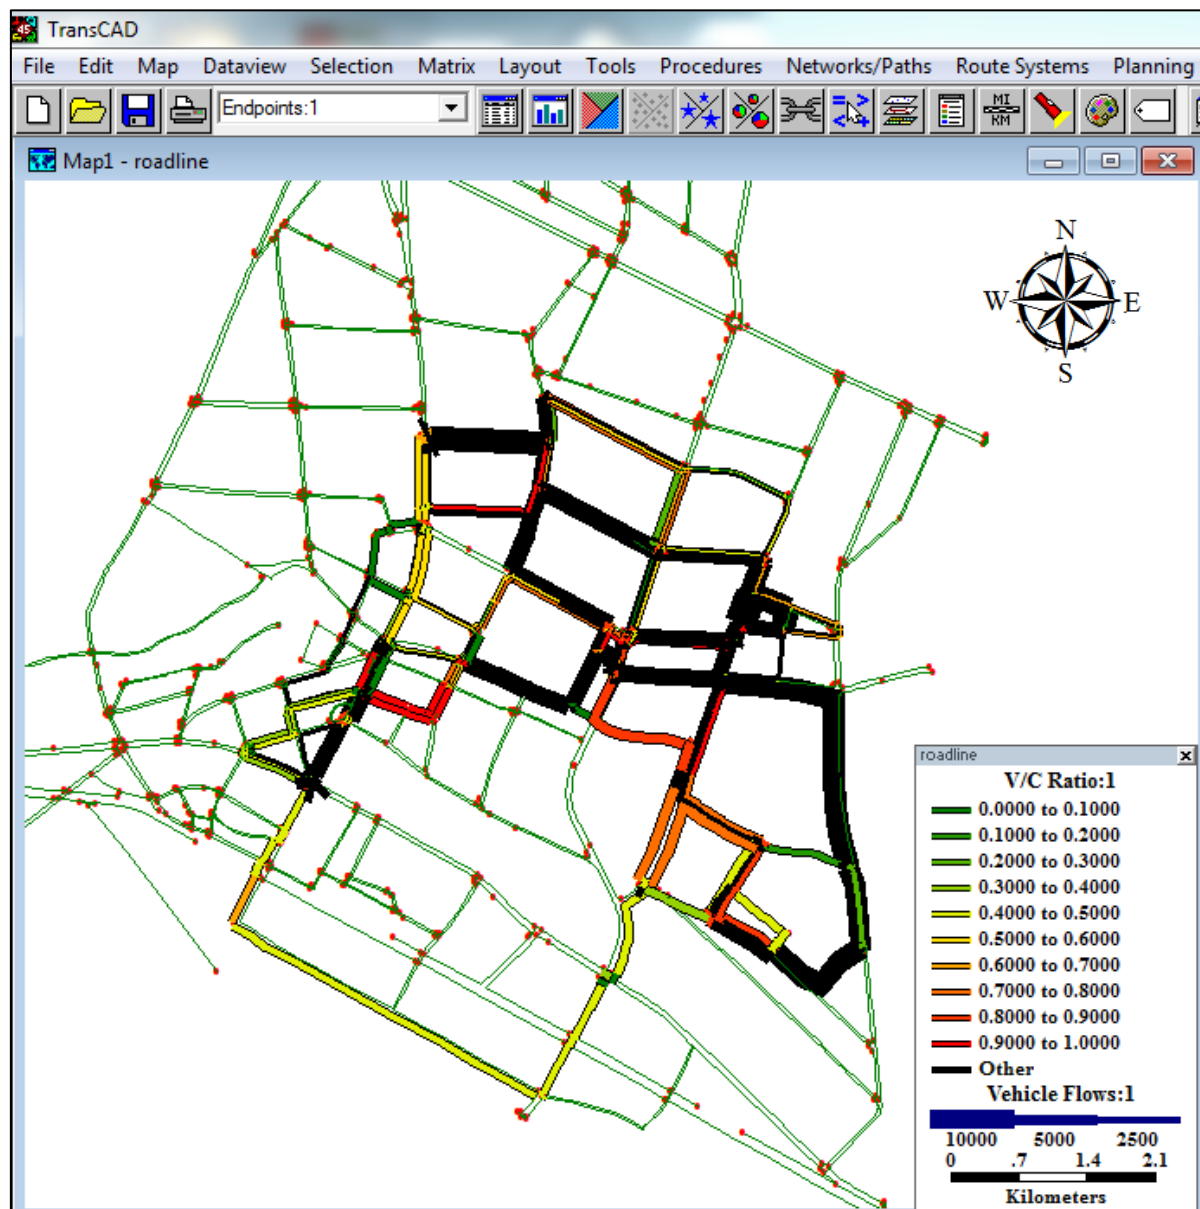 TransCAD
File Edit Map Dataview Selection Matrix Layout Tools Procedures Networks/Paths Route Systems Planning
Endpoints:1
MI
KM
Map1 - roadline
N
W E
S
roadline
V/C Ratio:1
0.0000 to 0.1000
0.1000 to 0.2000
0.2000 to 0.3000
0.3000 to 0.4000
0.4000 to 0.5000
0.5000 to 0.6000
0.6000 to 0.7000
0.7000 to 0.8000
0.8000 to 0.9000
0.9000 to 1.0000
Other
Vehicle Flows:1
10000 5000 2500
0 .7 1.4 2.1
Kilometers